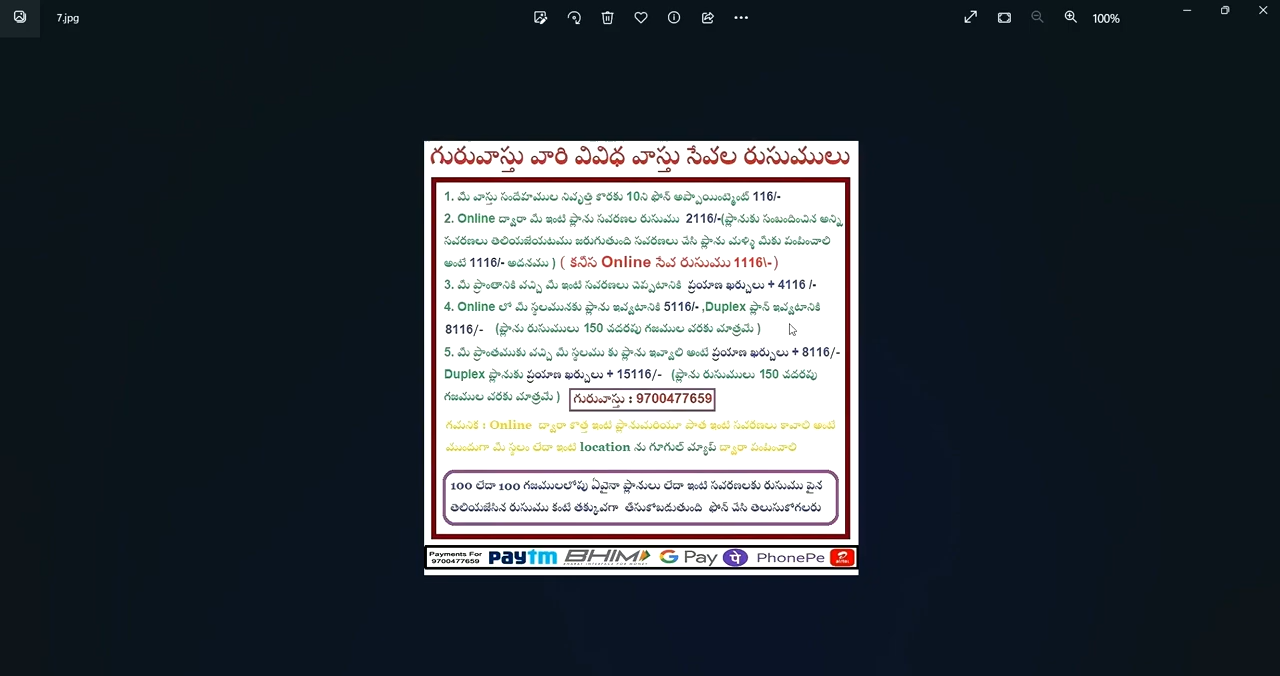 7.jpg
100%
గురువాస్తు వారి వివిధ వాస్తు సేవల రుసుములు
1. మీ వాస్తు సందేహముల నివృత్తి కొరకు 10ని ఫోన్ అప్పాయింట్మెంట్ 116/-
2. Online ద్వారా మీ ఇంటి ప్లాను సవరణల రుసుము 2116/-(ప్లానుకు సంబందించిన అన్ని
సవరణలు తెలియజేయటము జరుగుతుంది సవరణలు చేసి ప్లాను మళ్ళి మీకు పంపించాలి
అంటే 1116/- అదనము ) ( కనీస Online సేవ రుసుము 1116\- )
3. మీ ప్రాంతానికి వచ్చి మీ ఇంటి సవరణలు చెప్పటానికి ప్రయాణ ఖర్చులు + 4116 /-
4. Online లో మీ స్థలమునకు ప్లాను ఇవ్వటానికి 5116/- ,Duplex ప్లాన్ ఇవ్వటానికి
8116/- (ప్లాను రుసుములు 150 చదరపు గజముల వరకు మాత్రమే )
5. మీ ప్రాంతముకు వచ్చి మీ స్థలము కు ప్లాను ఇవ్వాలి అంటే ప్రయాణ ఖర్చులు + 8116/-
Duplex ప్లానుకు ప్రయాణ ఖర్చులు + 15116/- (ప్లాను రుసుములు 150 చదరపు
గజముల వరకు మాత్రమే ) గురువాస్తు : 9700477659
గమనిక : Online ద్వారా కొత్త ఇంటి ప్లానుమరియూ పాత ఇంటి సవరణలు కావాలి అంటే
ముందుగా మీ స్థలం లేదా ఇంటి location ను గూగుల్ మ్యాప్ ద్వారా పంపించాలి
100 లేదా 100 గజములలోపు ఏవైనా ప్లానులు లేదా ఇంటి సవరణలకు రుసుము పైన
తెలియజేసిన రుసుము కంటే తక్కువగా తీసుకోబడుతుంది ఫోన్ చేసి తెలుసుకోగలరు
Payments For
9700477659
paytm BHIM G Pay PhonePe airtel